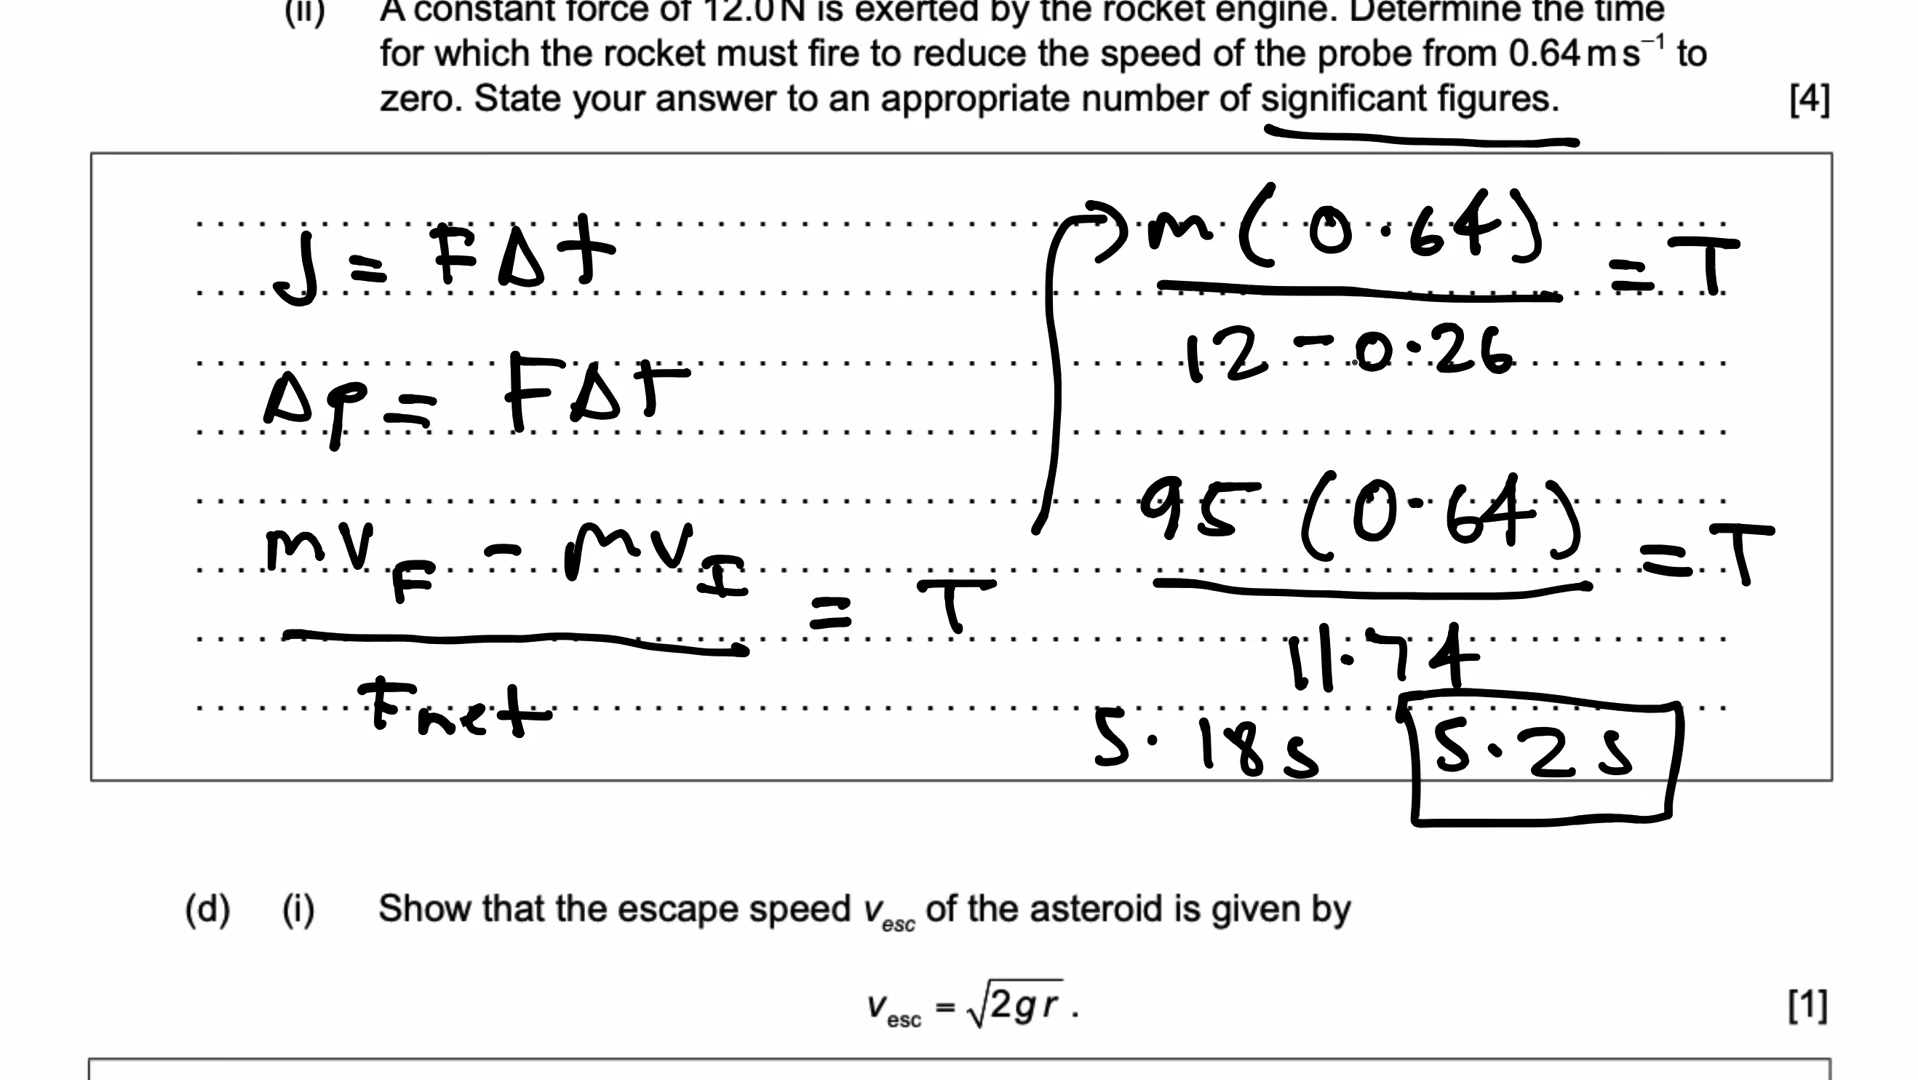 (ii) A constant force of 12.0 N is exerted by the rocket engine. Determine the time
for which the rocket must fire to reduce the speed of the probe from 0.64 m s⁻¹ to
zero. State your answer to an appropriate number of significant figures. [4]
J = FΔt
Δp = FΔt
mv_F - mv_I = T
F_net
m(0.64) = T
12 - 0.26
95(0.64) = T
11.74
5.18s 5.2s
(d) (i) Show that the escape speed v_esc of the asteroid is given by
v_esc = √2gr . [1]